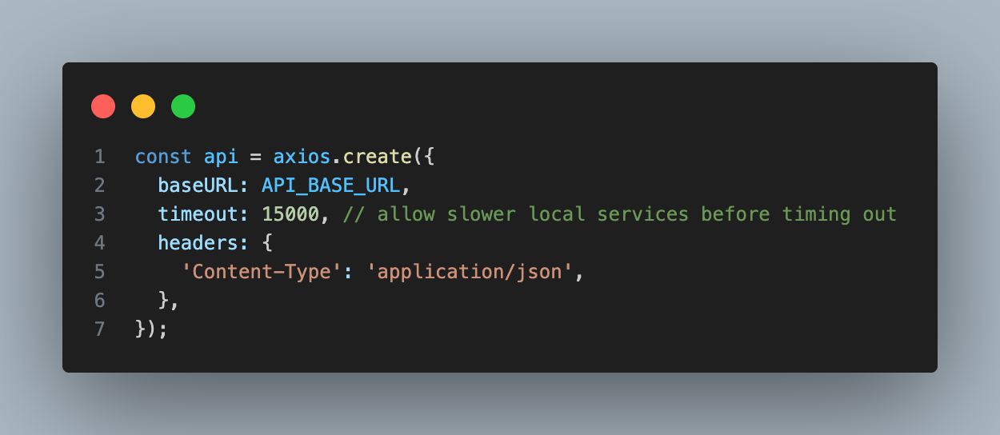 1 const api = axios.create({
2   baseURL: API_BASE_URL,
3   timeout: 15000, // allow slower local services before timing out
4   headers: {
5     'Content-Type': 'application/json',
6   },
7 });